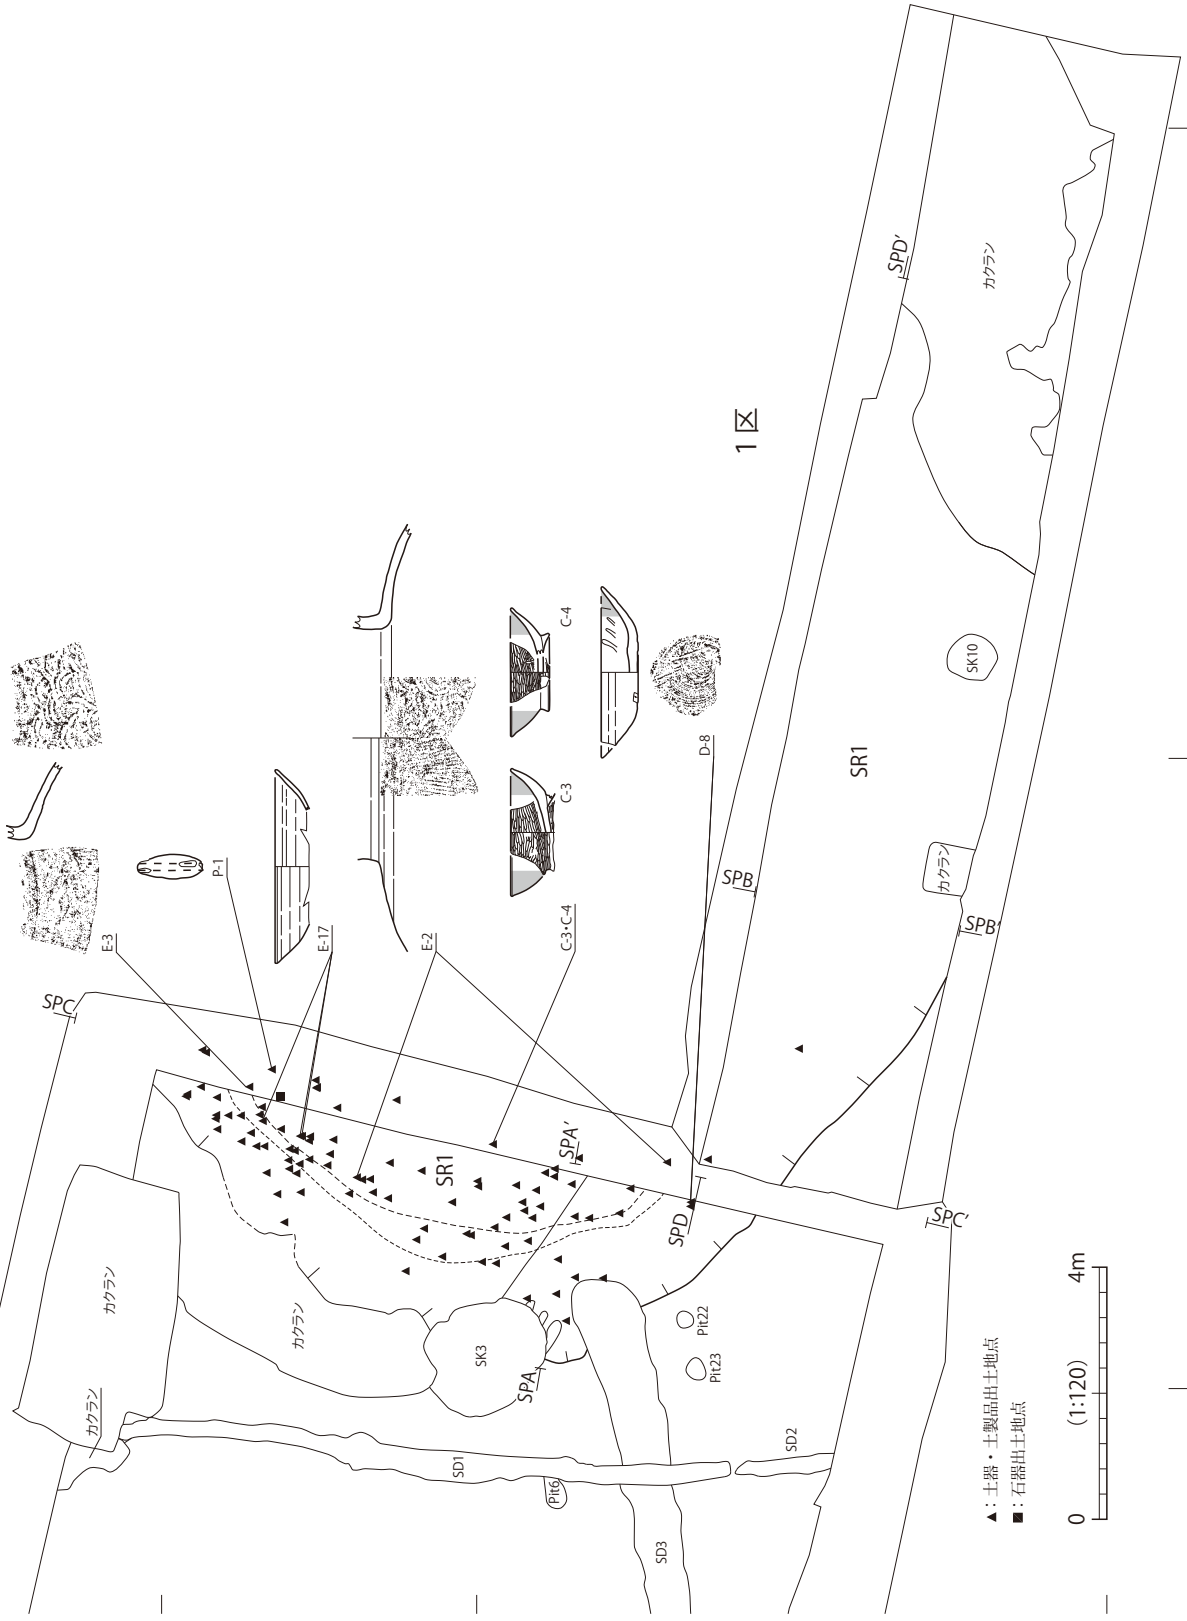 SPC
E-3
P-1
E-17
E-2
C-3・C-4
C-3
C-4
D-8
1区
SPD'
カクラン
SK10
SR1
カクラン
SPB
SPB'
SPA'
SR1
SPD
SPC'
カクラン
カクラン
カクラン
SK3
SPA
Pit22
Pit23
SD1
SD2
Pit6
SD3
▲：土器・土製品出土地点
■：石器出土地点
0 (1:120) 4m